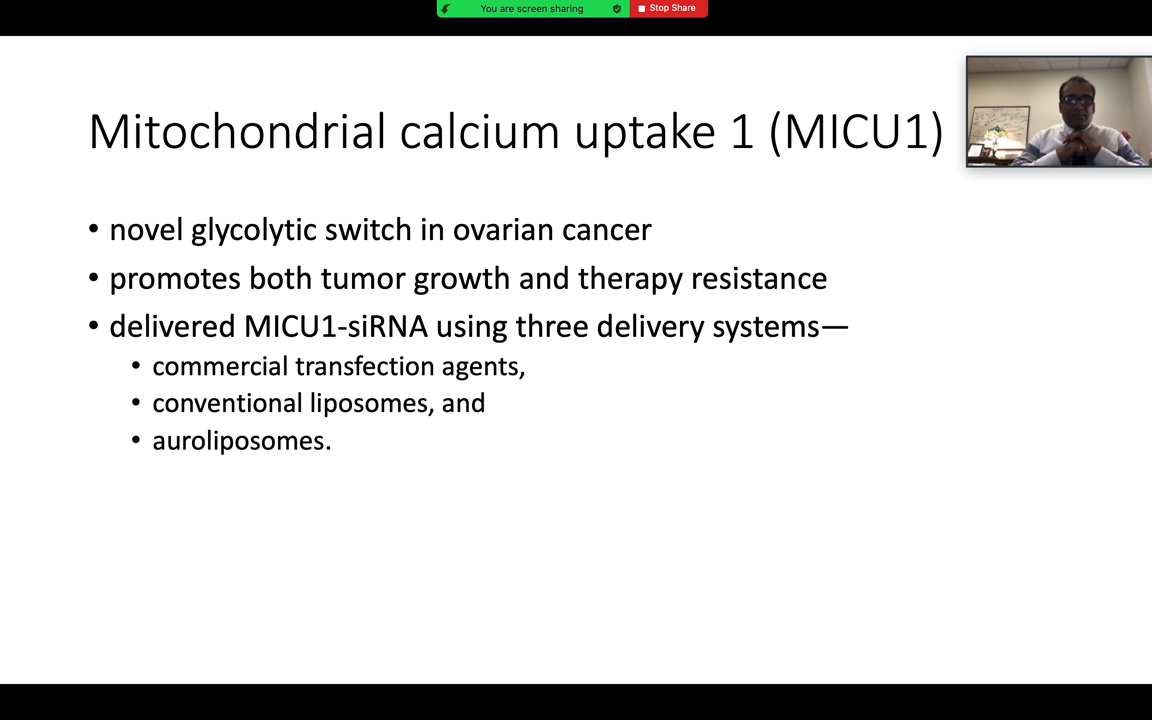 You are screen sharing
Stop Share
Mitochondrial calcium uptake 1 (MICU1)
• novel glycolytic switch in ovarian cancer
• promotes both tumor growth and therapy resistance
• delivered MICU1-siRNA using three delivery systems—
• commercial transfection agents,
• conventional liposomes, and
• auroliposomes.